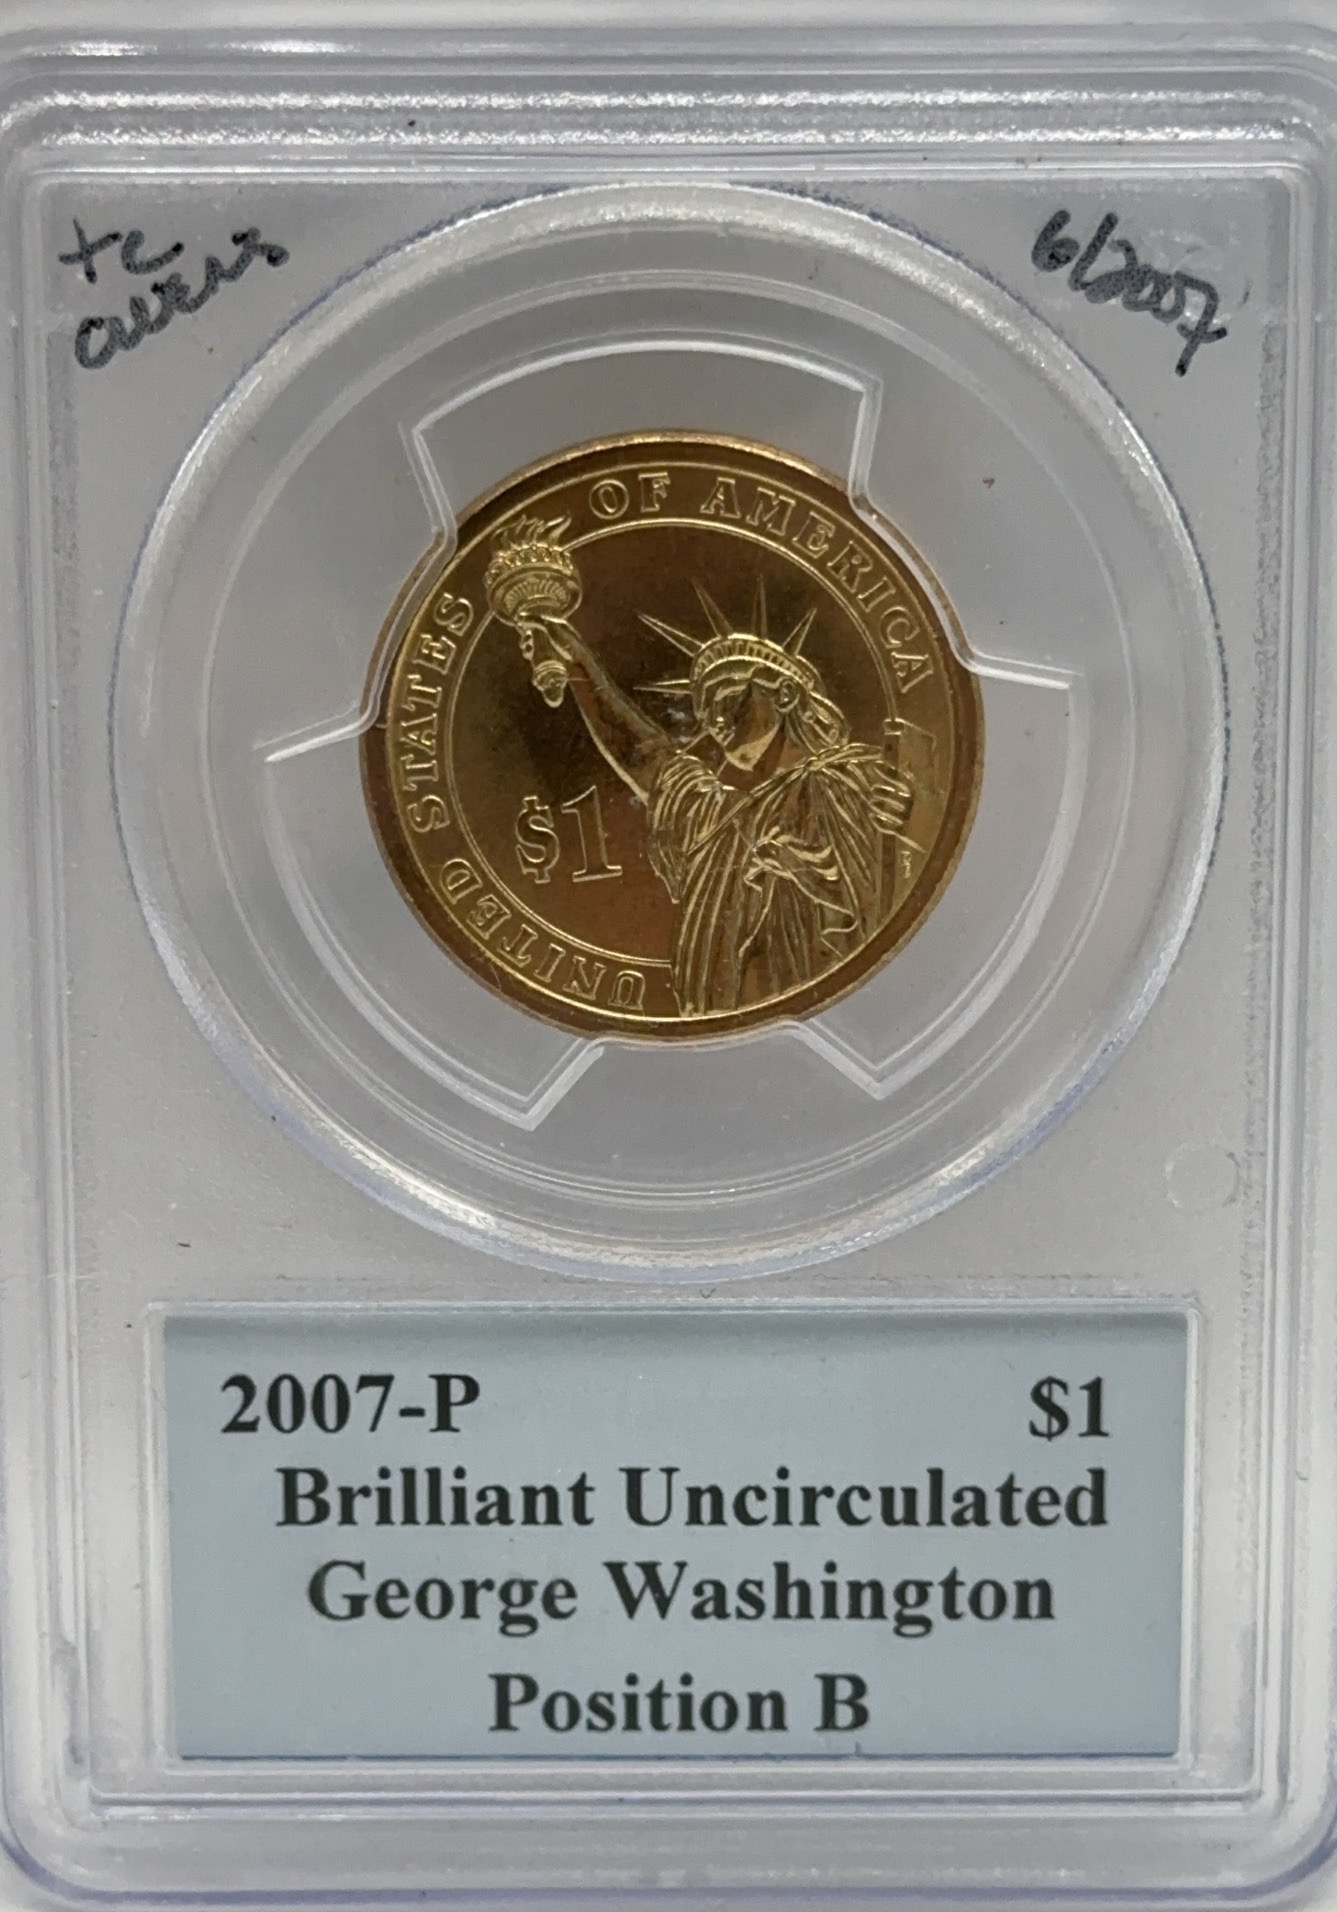 6/2007
UNITED STATES OF AMERICA
$1
2007-P $1
Brilliant Uncirculated
George Washington
Position B